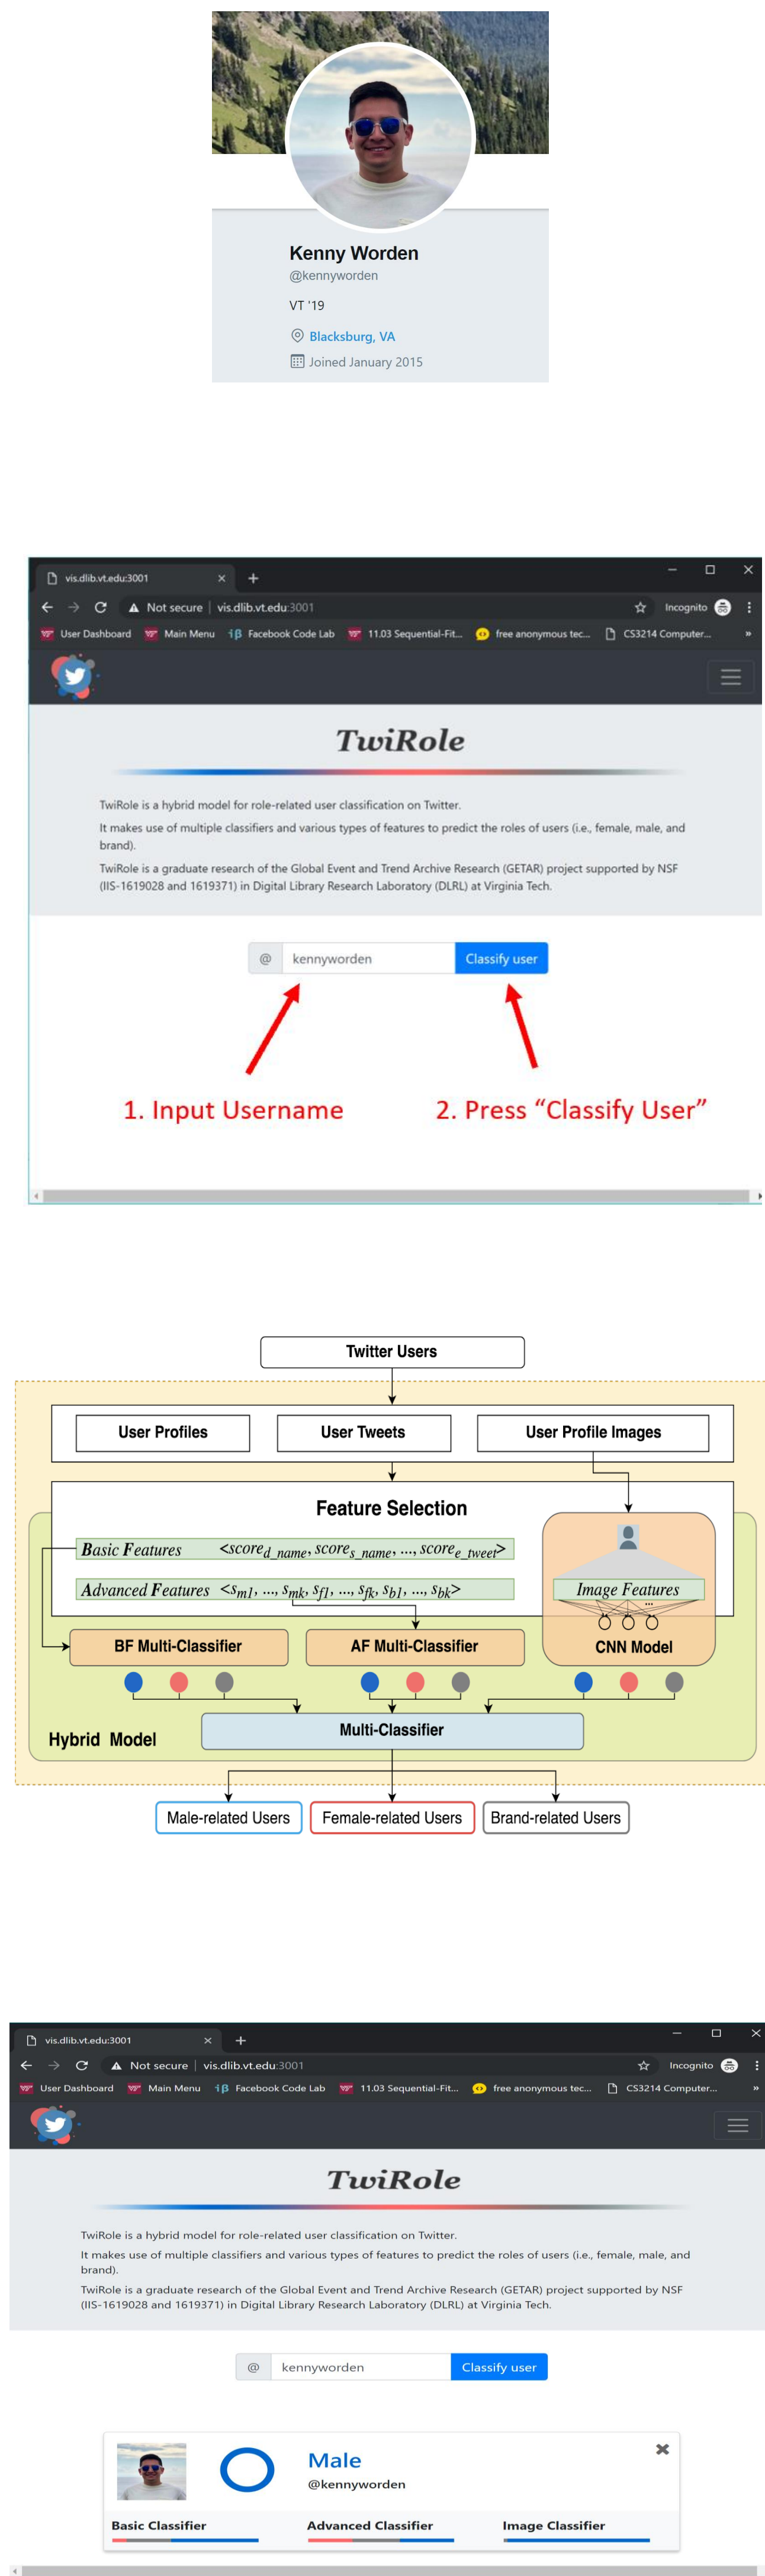 Kenny Worden
@kennyworden
VT '19
Blacksburg, VA
Joined January 2015
vis.dlib.vt.edu:3001
Not secure | vis.dlib.vt.edu:3001
Incognito
User Dashboard
Main Menu
Facebook Code Lab
11.03 Sequential-Fit...
free anonymous tec...
CS3214 Computer...
»
TwiRole
TwiRole is a hybrid model for role-related user classification on Twitter.
It makes use of multiple classifiers and various types of features to predict the roles of users (i.e., female, male, and
brand).
TwiRole is a graduate research of the Global Event and Trend Archive Research (GETAR) project supported by NSF
(IIS-1619028 and 1619371) in Digital Library Research Laboratory (DLRL) at Virginia Tech.
@ kennyworden Classify user
1. Input Username
2. Press “Classify User”
Twitter Users
User Profiles
User Tweets
User Profile Images
Feature Selection
Basic Features <score_d_name, score_s_name, ..., score_e_tweet>
Advanced Features <s_m1, ..., s_mk, s_f1, ..., s_fk, s_b1, ..., s_bk>
Image Features
...
BF Multi-Classifier
AF Multi-Classifier
CNN Model
Multi-Classifier
Hybrid Model
Male-related Users
Female-related Users
Brand-related Users
vis.dlib.vt.edu:3001
Not secure | vis.dlib.vt.edu:3001
Incognito
User Dashboard
Main Menu
Facebook Code Lab
11.03 Sequential-Fit...
free anonymous tec...
CS3214 Computer...
»
TwiRole
TwiRole is a hybrid model for role-related user classification on Twitter.
It makes use of multiple classifiers and various types of features to predict the roles of users (i.e., female, male, and
brand).
TwiRole is a graduate research of the Global Event and Trend Archive Research (GETAR) project supported by NSF
(IIS-1619028 and 1619371) in Digital Library Research Laboratory (DLRL) at Virginia Tech.
@ kennyworden Classify user
Male
@kennyworden
Basic Classifier
Advanced Classifier
Image Classifier